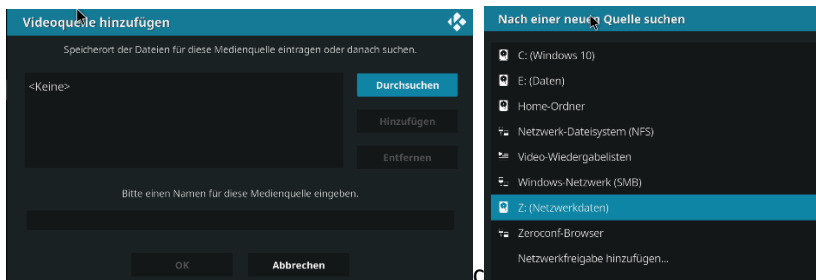 Videoquelle hinzufügen
Speicherort der Dateien für diese Medienquelle eintragen oder danach suchen.
<Keine>
Durchsuchen
Hinzufügen
Entfernen
Bitte einen Namen für diese Medienquelle eingeben.
OK
Abbrechen
c
Nach einer neuen Quelle suchen
C: (Windows 10)
E: (Daten)
Home-Ordner
Netzwerk-Dateisystem (NFS)
Video-Wiedergabelisten
Windows-Netzwerk (SMB)
Z: (Netzwerkdaten)
Zeroconf-Browser
Netzwerkfreigabe hinzufügen...